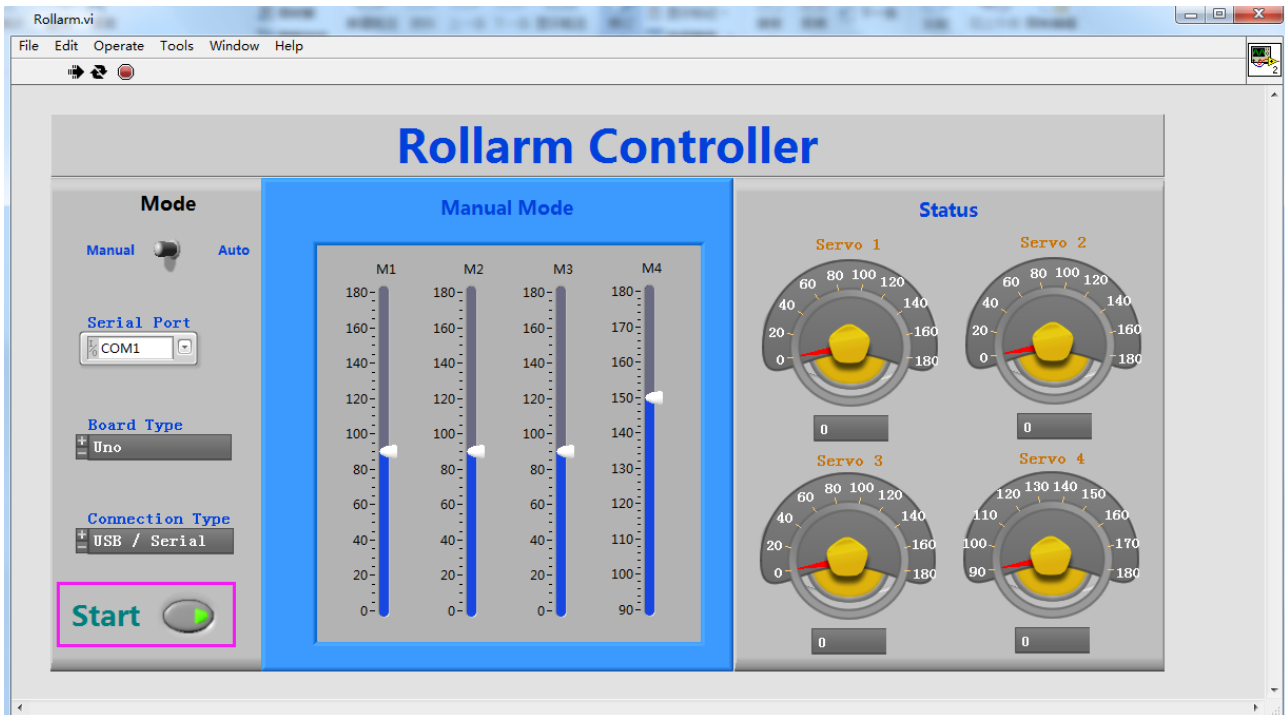 Rollarm.vi
File Edit Operate Tools Window Help
2
Rollarm Controller
Mode
Manual Auto
Serial Port
I/0 COM1
Board Type
Uno
Connection Type
USB / Serial
Start
Manual Mode
M1 M2 M3 M4
180 180 180 180
160 160 160 170
140 140 140 160
120 120 120 150
100 100 100 140
80 80 80 130
60 60 60 120
40 40 40 110
20 20 20 100
0 0 0 90
Status
Servo 1
0 20 40 60 80 100 120 140 160 180
0
Servo 2
0 20 40 60 80 100 120 140 160 180
0
Servo 3
0 20 40 60 80 100 120 140 160 180
0
Servo 4
90 100 110 120 130 140 150 160 170 180
0